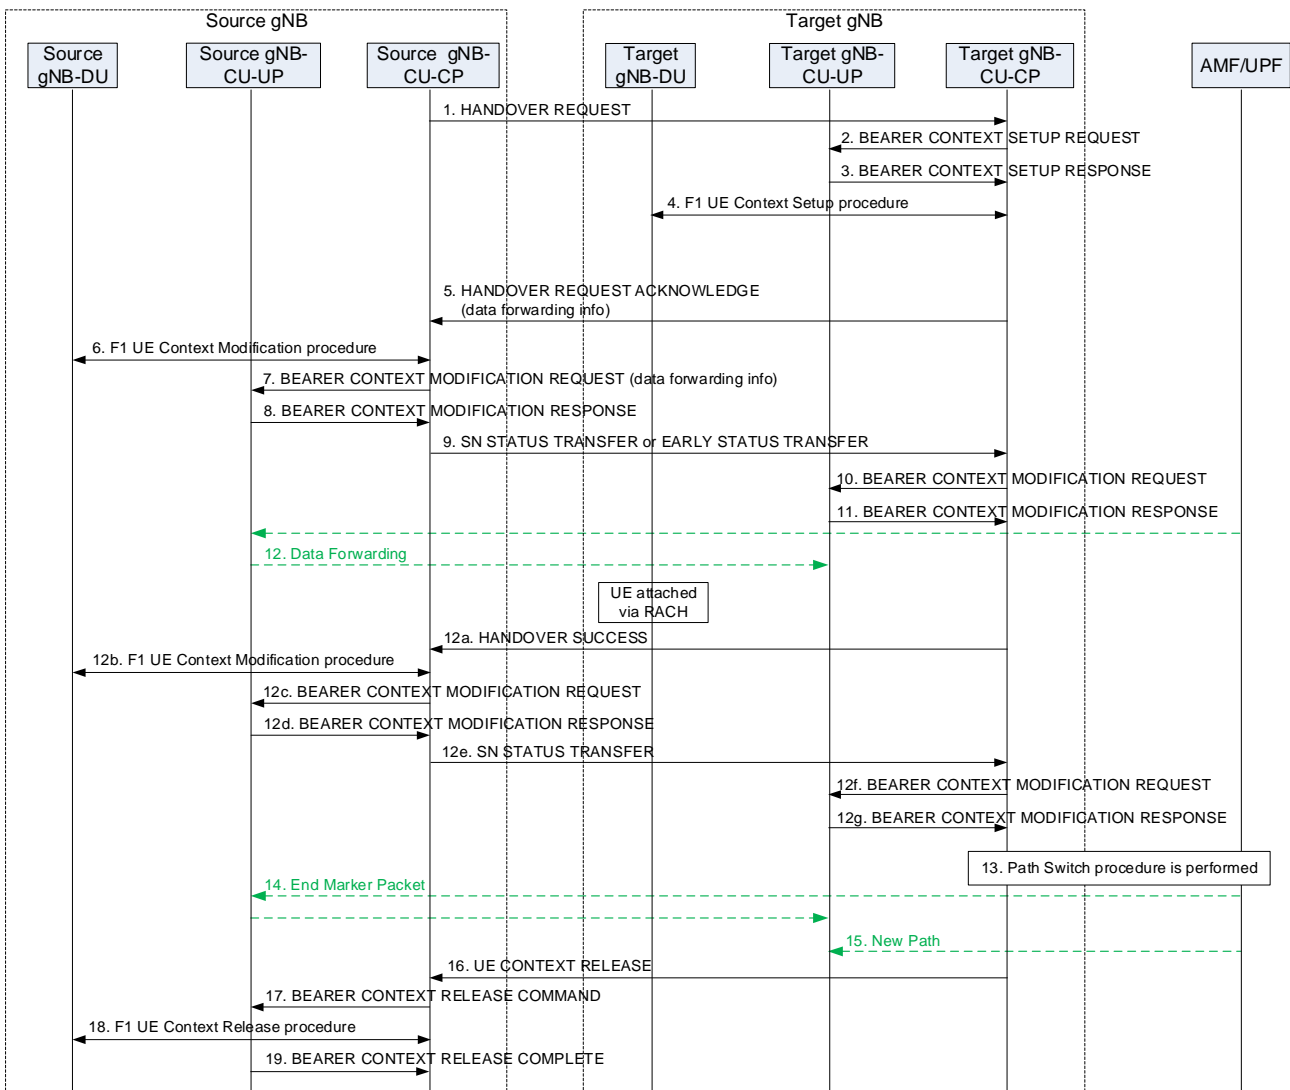 Source gNB
Target gNB
Source
gNB-DU
Source gNB-
CU-UP
Source gNB-
CU-CP
Target
gNB-DU
Target gNB-
CU-UP
Target gNB-
CU-CP
AMF/UPF
1. HANDOVER REQUEST
2. BEARER CONTEXT SETUP REQUEST
3. BEARER CONTEXT SETUP RESPONSE
4. F1 UE Context Setup procedure
5. HANDOVER REQUEST ACKNOWLEDGE
(data forwarding info)
6. F1 UE Context Modification procedure
7. BEARER CONTEXT MODIFICATION REQUEST (data forwarding info)
8. BEARER CONTEXT MODIFICATION RESPONSE
9. SN STATUS TRANSFER or EARLY STATUS TRANSFER
10. BEARER CONTEXT MODIFICATION REQUEST
11. BEARER CONTEXT MODIFICATION RESPONSE
12. Data Forwarding
UE attached
via RACH
12a. HANDOVER SUCCESS
12b. F1 UE Context Modification procedure
12c. BEARER CONTEXT MODIFICATION REQUEST
12d. BEARER CONTEXT MODIFICATION RESPONSE
12e. SN STATUS TRANSFER
12f. BEARER CONTEXT MODIFICATION REQUEST
12g. BEARER CONTEXT MODIFICATION RESPONSE
13. Path Switch procedure is performed
14. End Marker Packet
15. New Path
16. UE CONTEXT RELEASE
17. BEARER CONTEXT RELEASE COMMAND
18. F1 UE Context Release procedure
19. BEARER CONTEXT RELEASE COMPLETE